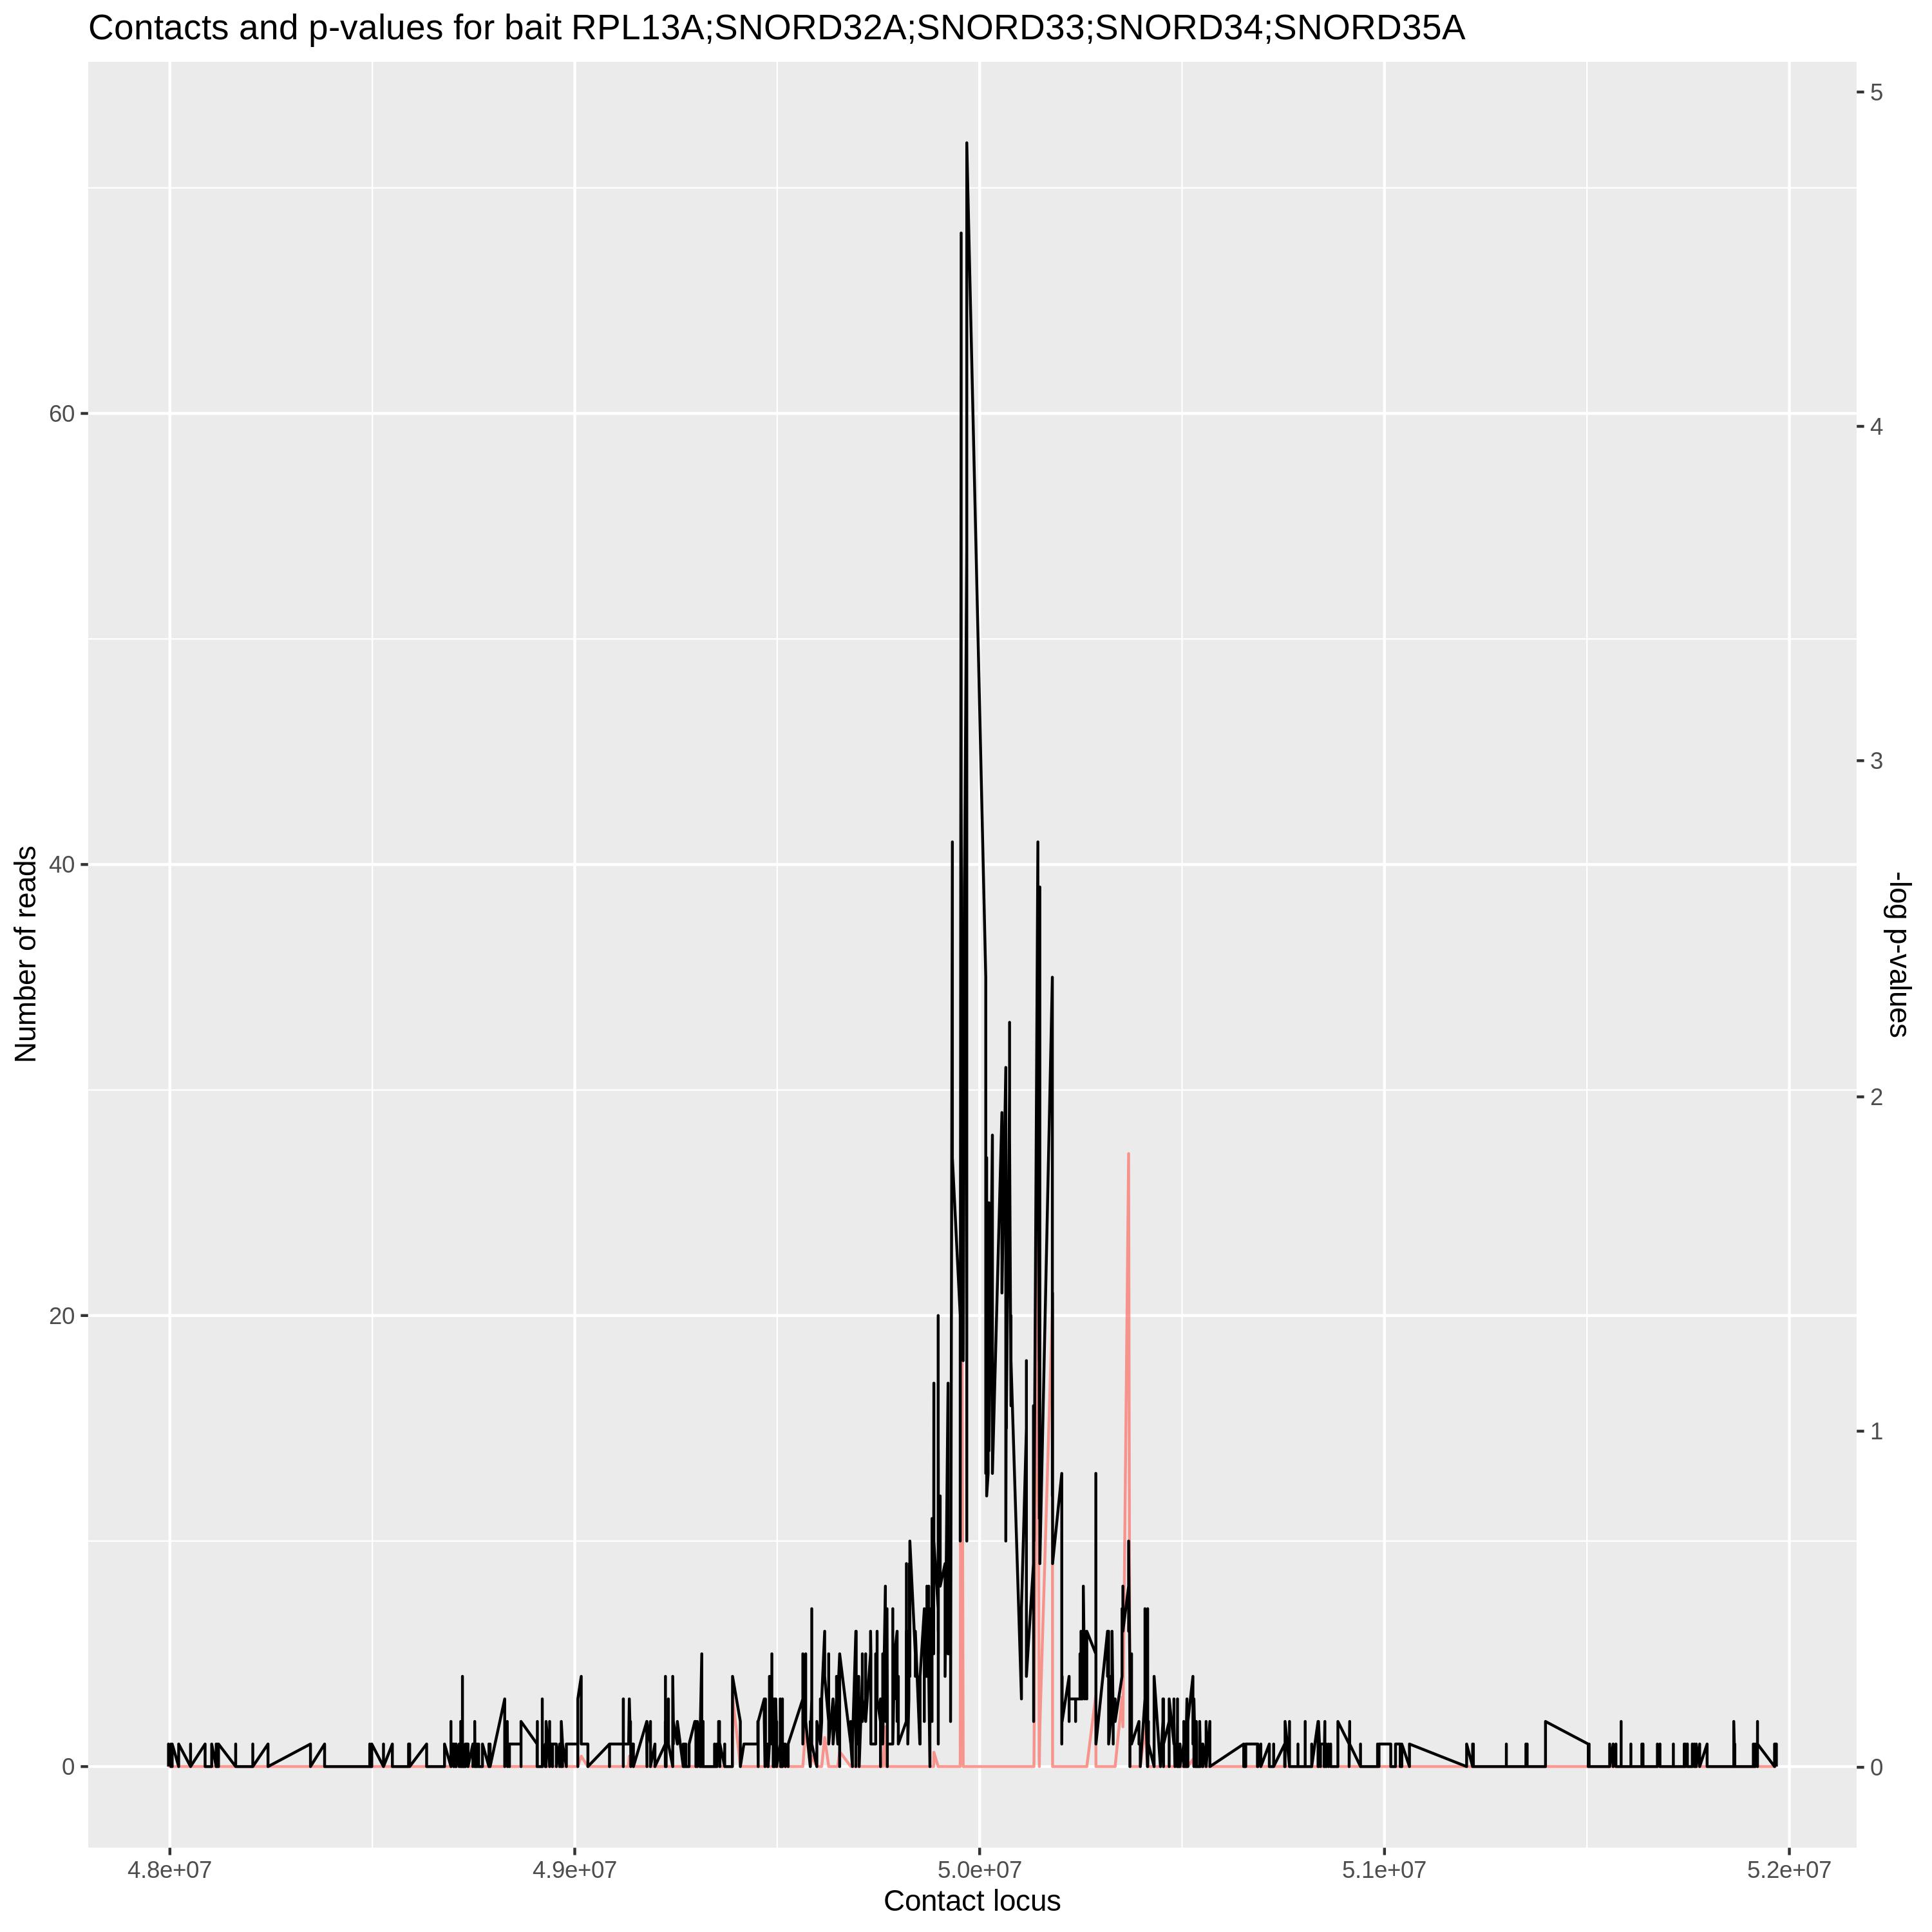 Contacts and p-values for bait RPL13A;SNORD32A;SNORD33;SNORD34;SNORD35A
Number of reads
60
40
20
0
5
4
3
2
1
0
-log p-values
4.8e+07
4.9e+07
5.0e+07
5.1e+07
5.2e+07
Contact locus